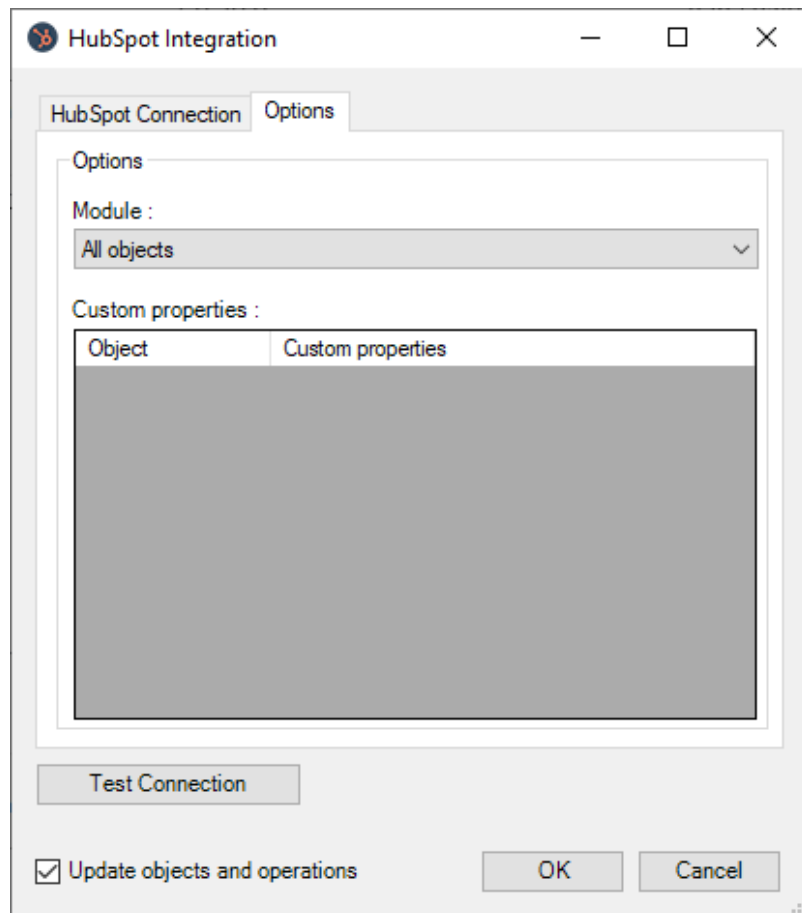 HubSpot Integration
HubSpot Connection Options
Options
Module :
All objects
Custom properties :
Object Custom properties
Test Connection
Update objects and operations OK Cancel